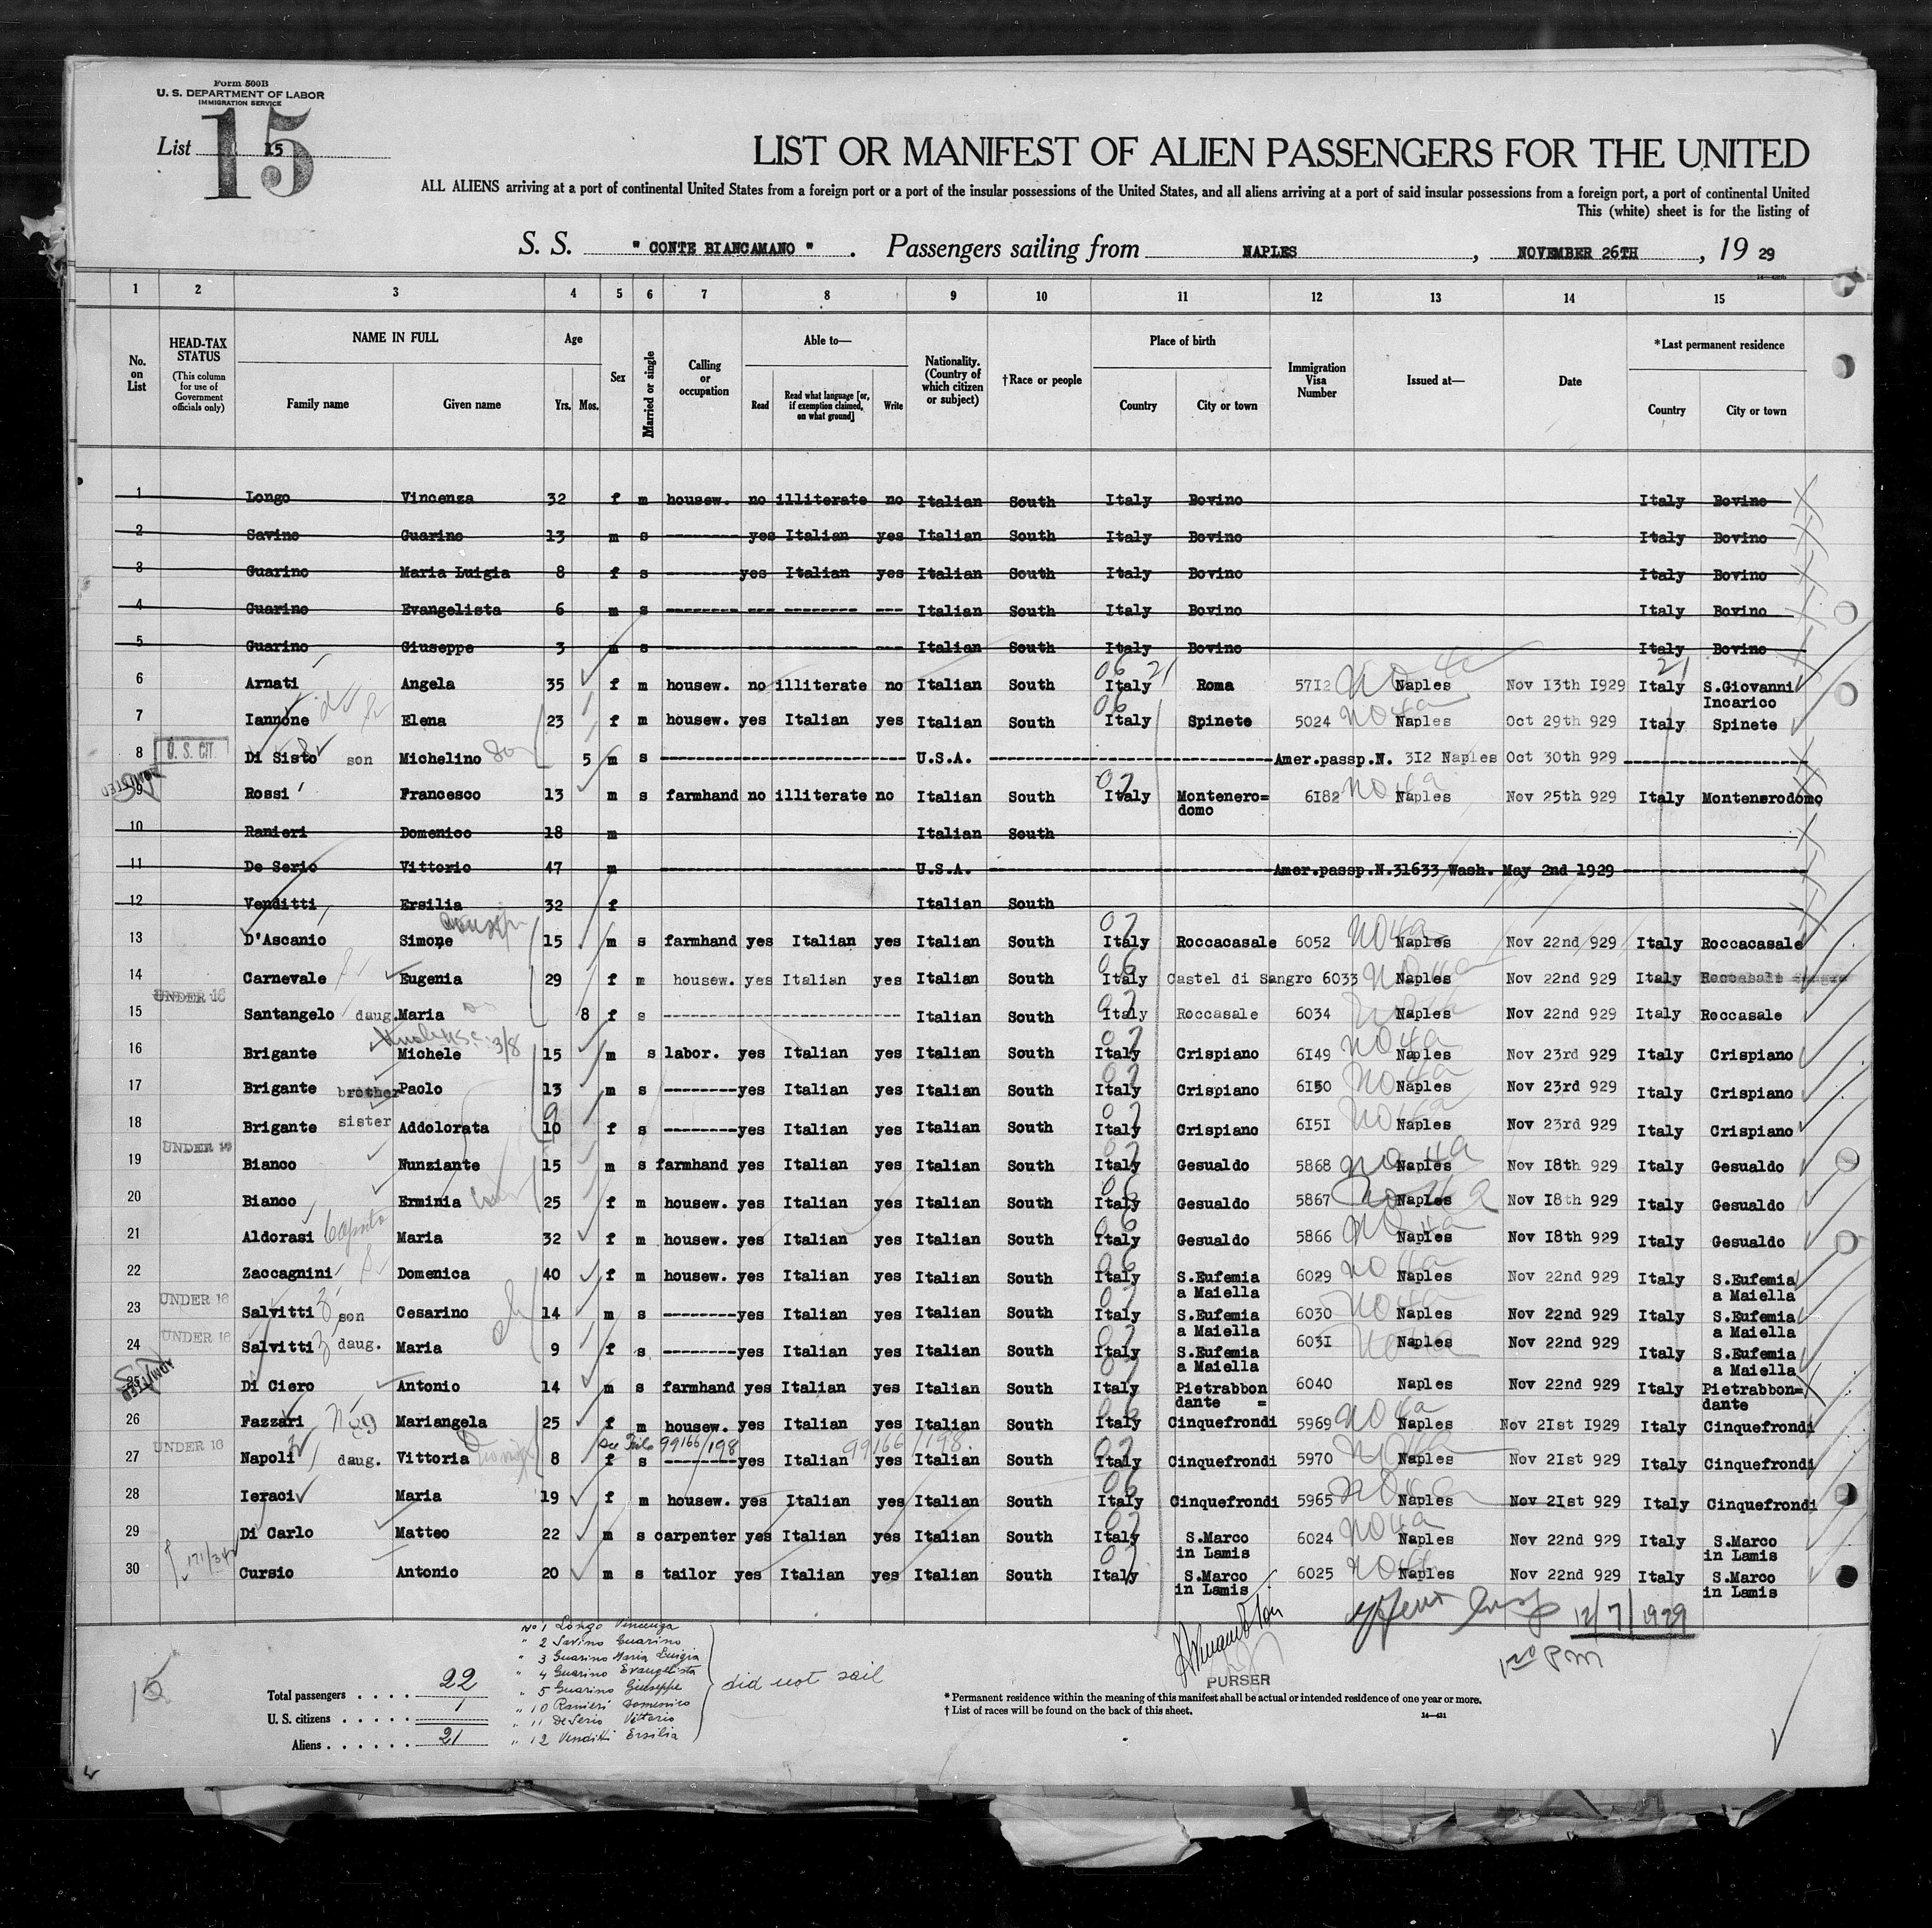 Form 500B
U. S. DEPARTMENT OF LABOR
IMMIGRATION SERVICE
List 15
15
LIST OR MANIFEST OF ALIEN PASSENGERS FOR THE UNITED
ALL ALIENS arriving at a port of continental United States from a foreign port or a port of the insular possessions of the United States, and all aliens arriving at a port of said insular possessions from a foreign port, a port of continental United
This (white) sheet is for the listing of
S. S. " CONTE BIANCAMANO " . Passengers sailing from NAPLES , NOVEMBER 26TH , 19 29
1 2 3 4 5 6 7 8 9 10 11 12 13 14 15
No. on List
HEAD-TAX STATUS
(This column for use of Government officials only)
NAME IN FULL
Family name Given name
Age
Yrs. Mos.
Sex
Married or single
Calling or occupation
Able to—
Read
Read what language [or, if exemption claimed, on what ground]
Write
Nationality. (Country of which citizen or subject)
†Race or people
Place of birth
Country City or town
Immigration Visa Number
Issued at—
Date
*Last permanent residence
Country City or town
1 Longo Vincenza 32 f m housew. no illiterate no Italian South Italy Bovino Italy Bovino
2 Savino Guarino 13 m s yes Italian yes Italian South Italy Bovino Italy Bovino
3 Guarino Maria Luigia 8 f s yes Italian yes Italian South Italy Bovino Italy Bovino
4 Guarino Evangelista 6 m s Italian South Italy Bovino Italy Bovino
5 Guarino Giuseppe 3 m s Italian South Italy Bovino Italy Bovino
06 21 21
6 Arnati Angela 35 f m housew. no illiterate no Italian South Italy Roma 5712 Naples Nov 13th 1929 Italy S.Giovanni
Incarico
06
7 Iannone Elena 23 f m housew. yes Italian yes Italian South Italy Spinete 5024 Naples Oct 29th 929 Italy Spinete
U. S. CIT.
8 Di Sisto son Michelino 5 m s U.S.A. Amer.passp.N. 312 Naples Oct 30th 929
ADMITTED
9 Rossi Francesco 13 m s farmhand no illiterate no Italian South Italy Montenero= 6182 Naples Nov 25th 929 Italy Montenerodomo
domo
10 Ranieri Domenico 18 m Italian South
11 De Serio Vittorio 47 m U.S.A. Amer.passp.N.31633 Wash. May 2nd 1929
12 Venditti Ersilia 32 f Italian South
13 D'Ascanio Simone 15 m s farmhand yes Italian yes Italian South Italy Roccacasale 6052 Naples Nov 22nd 929 Italy Roccacasale
14 Carnevale Eugenia 29 f m housew. yes Italian yes Italian South Italy Castel di Sangro 6033 Naples Nov 22nd 929 Italy
UNDER 16
15 Santangelo daug. Maria 8 f s Italian South Italy Roccasale 6034 Naples Nov 22nd 929 Italy Roccasale
16 Brigante Michele 15 m s labor. yes Italian yes Italian South Italy Crispiano 6149 Naples Nov 23rd 929 Italy Crispiano
17 Brigante brother Paolo 13 m s yes Italian yes Italian South Italy Crispiano 6150 Naples Nov 23rd 929 Italy Crispiano
9
18 Brigante sister Addolorata 10 f s yes Italian yes Italian South Italy Crispiano 6151 Naples Nov 23rd 929 Italy Crispiano
UNDER 16
19 Bianco Nunziante 15 m s farmhand yes Italian yes Italian South Italy Gesualdo 5868 Naples Nov 18th 929 Italy Gesualdo
20 Bianco Erminia 25 f m housew. yes Italian yes Italian South Italy Gesualdo 5867 Naples Nov 18th 929 Italy Gesualdo
21 Aldorasi Caputo Maria 32 f m housew. yes Italian yes Italian South Italy Gesualdo 5866 Naples Nov 18th 929 Italy Gesualdo
22 Zaccagnini Domenica 40 f m housew. yes Italian yes Italian South Italy S.Eufemia 6029 Naples Nov 22nd 929 Italy S.Eufemia
a Maiella a Maiella
UNDER 16
23 Salvitti son Cesarino 14 m s yes Italian yes Italian South Italy S.Eufemia 6030 Naples Nov 22nd 929 Italy S.Eufemia
a Maiella a Maiella
UNDER 16
24 Salvitti daug. Maria 9 f s yes Italian yes Italian South Italy S.Eufemia 6031 Naples Nov 22nd 929 Italy S.Eufemia
a Maiella a Maiella
ADMITTED
25 Di Ciero Antonio 14 m s farmhand yes Italian yes Italian South Italy Pietrabbon 6040 Naples Nov 22nd 929 Italy Pietrabbon=
dante = dante
26 Fazzari Mariangela 25 f m housew. yes Italian yes Italian South Italy Cinquefrondi 5969 Naples Nov 21st 1929 Italy Cinquefrondi
UNDER 16 See File 99166/198 99166/198.
27 Napoli daug. Vittoria 8 f s yes Italian yes Italian South Italy Cinquefrondi 5970 Naples Nov 21st 929 Italy Cinquefrondi
28 Ieraci Maria 19 f m housew. yes Italian yes Italian South Italy Cinquefrondi 5965 Naples Nov 21st 929 Italy Cinquefrondi
29 Di Carlo Matteo 22 m s carpenter yes Italian yes Italian South Italy S.Marco 6024 Naples Nov 22nd 929 Italy S.Marco
in Lamis in Lamis
171/34
30 Cursio Antonio 20 m s tailor yes Italian yes Italian South Italy S.Marco 6025 Naples Nov 22nd 929 Italy S.Marco
in Lamis in Lamis
12/7/1929
PM
No 1 Longo Vincenza
" 2 Savino Guarino
" 3 Guarino Maria Luigia
" 4 Guarino Evangelista
" 5 Guarino Giuseppe
" 10 Ranieri Domenico
" 11 De Serio Vittorio
" 12 Venditti Ersilia
did not sail
Total passengers . . . . 22
U. S. citizens . . . . . 1
Aliens . . . . . . 21
PURSER
* Permanent residence within the meaning of this manifest shall be actual or intended residence of one year or more.
† List of races will be found on the back of this sheet.
14—431